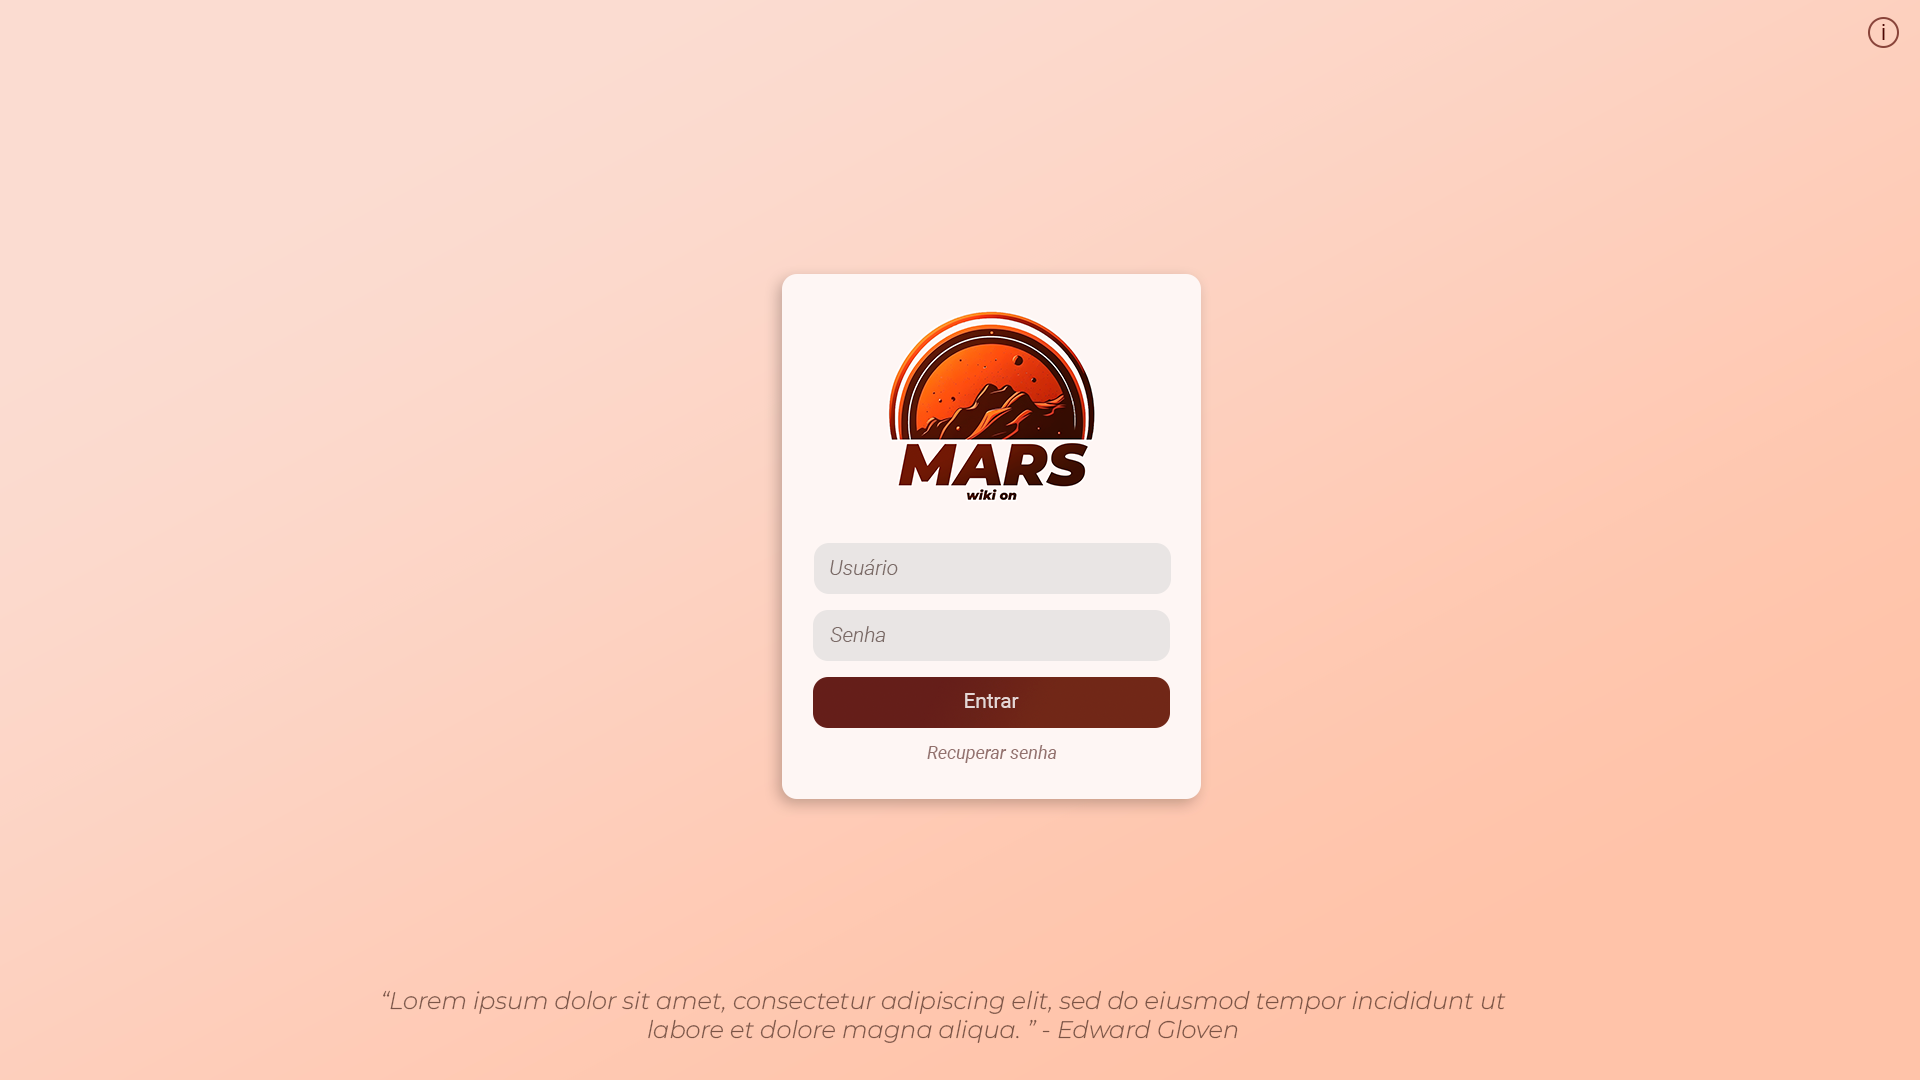 i
MARS
wiki on
Usuário
Senha
Entrar
Recuperar senha
“Lorem ipsum dolor sit amet, consectetur adipiscing elit, sed do eiusmod tempor incididunt ut
labore et dolore magna aliqua. ” - Edward Gloven